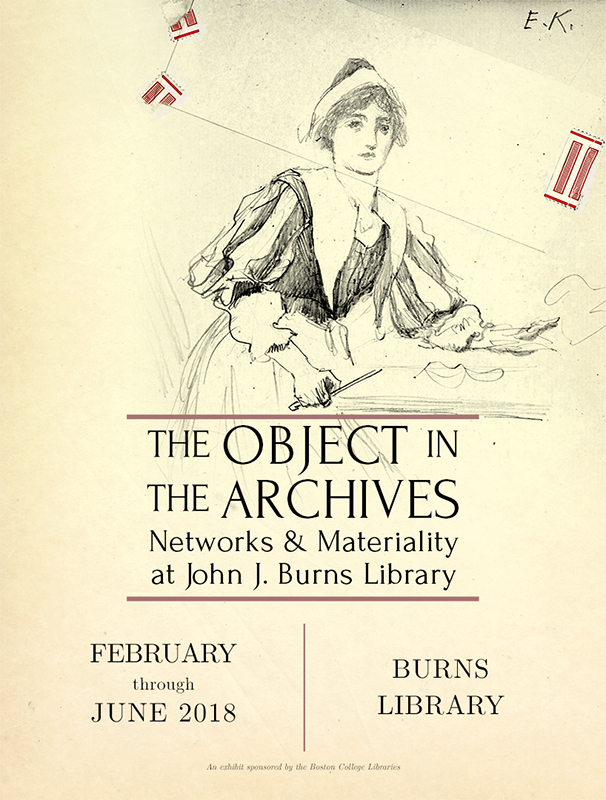 E.K.
THE OBJECT IN
THE ARCHIVES
Networks & Materiality
at John J. Burns Library
FEBRUARY
through
JUNE 2018
BURNS
LIBRARY
An exhibit sponsored by the Boston College Libraries